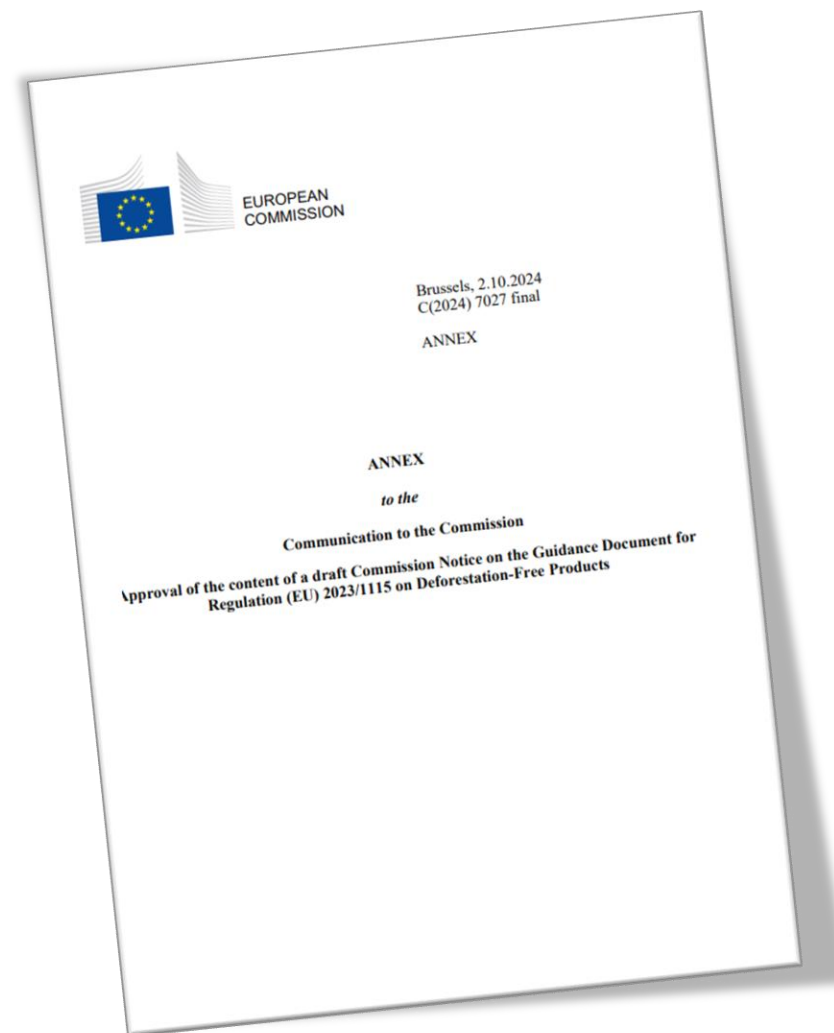 EUROPEAN
COMMISSION
Brussels, 2.10.2024
C(2024) 7027 final
ANNEX
ANNEX
to the
Communication to the Commission
pproval of the content of a draft Commission Notice on the Guidance Document for
Regulation (EU) 2023/1115 on Deforestation-Free Products